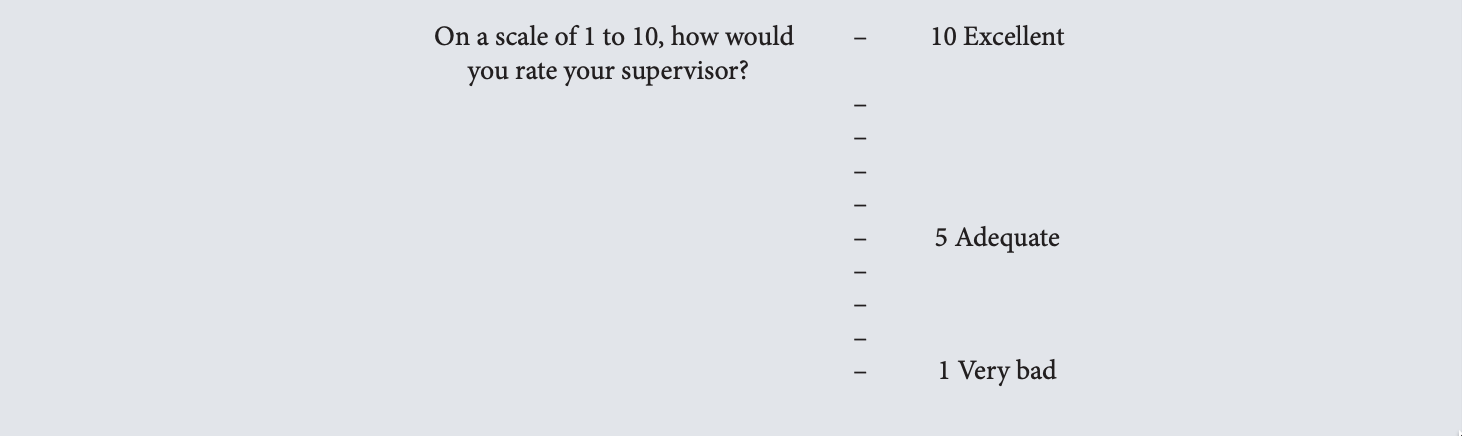 On a scale of 1 to 10, how would – 10 Excellent
you rate your supervisor?
–
–
–
–
– 5 Adequate
–
–
–
– 1 Very bad